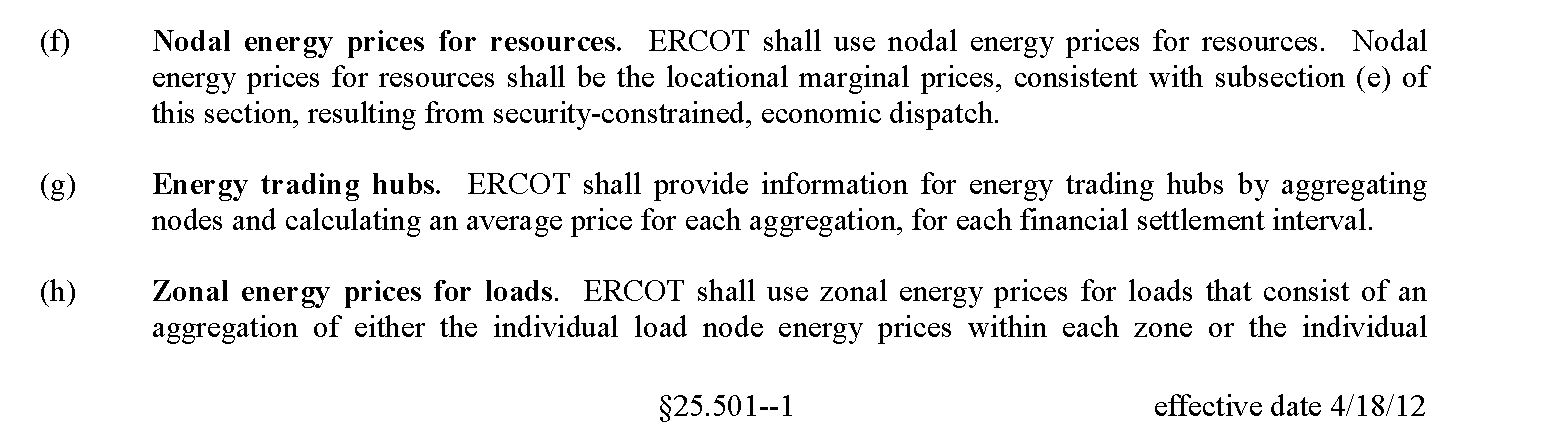 (f) Nodal energy prices for resources. ERCOT shall use nodal energy prices for resources. Nodal
energy prices for resources shall be the locational marginal prices, consistent with subsection (e) of
this section, resulting from security-constrained, economic dispatch.
(g) Energy trading hubs. ERCOT shall provide information for energy trading hubs by aggregating
nodes and calculating an average price for each aggregation, for each financial settlement interval.
(h) Zonal energy prices for loads. ERCOT shall use zonal energy prices for loads that consist of an
aggregation of either the individual load node energy prices within each zone or the individual
§25.501--1 effective date 4/18/12